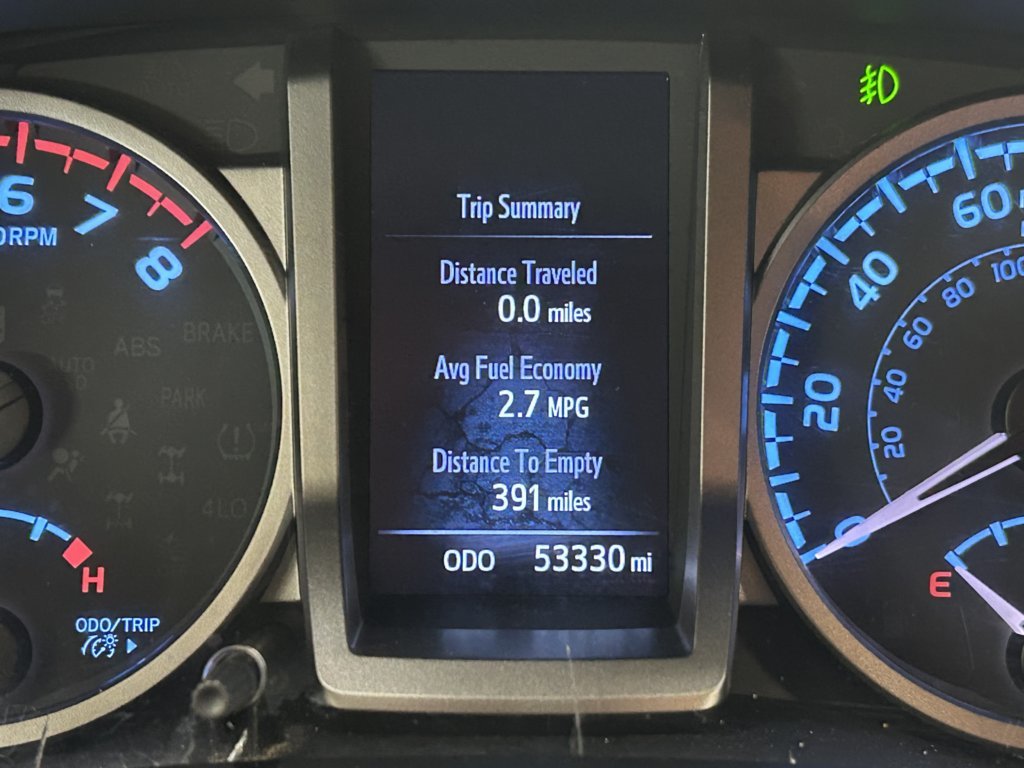 Trip Summary
Distance Traveled
0.0 miles
Avg Fuel Economy
2.7 MPG
Distance To Empty
391 miles
ODO 53330 mi
6
7
8
0RPM
ABS
BRAKE
PARK
4LO
H
ODO/TRIP
0
20
40
60
20
40
60
80
100
E